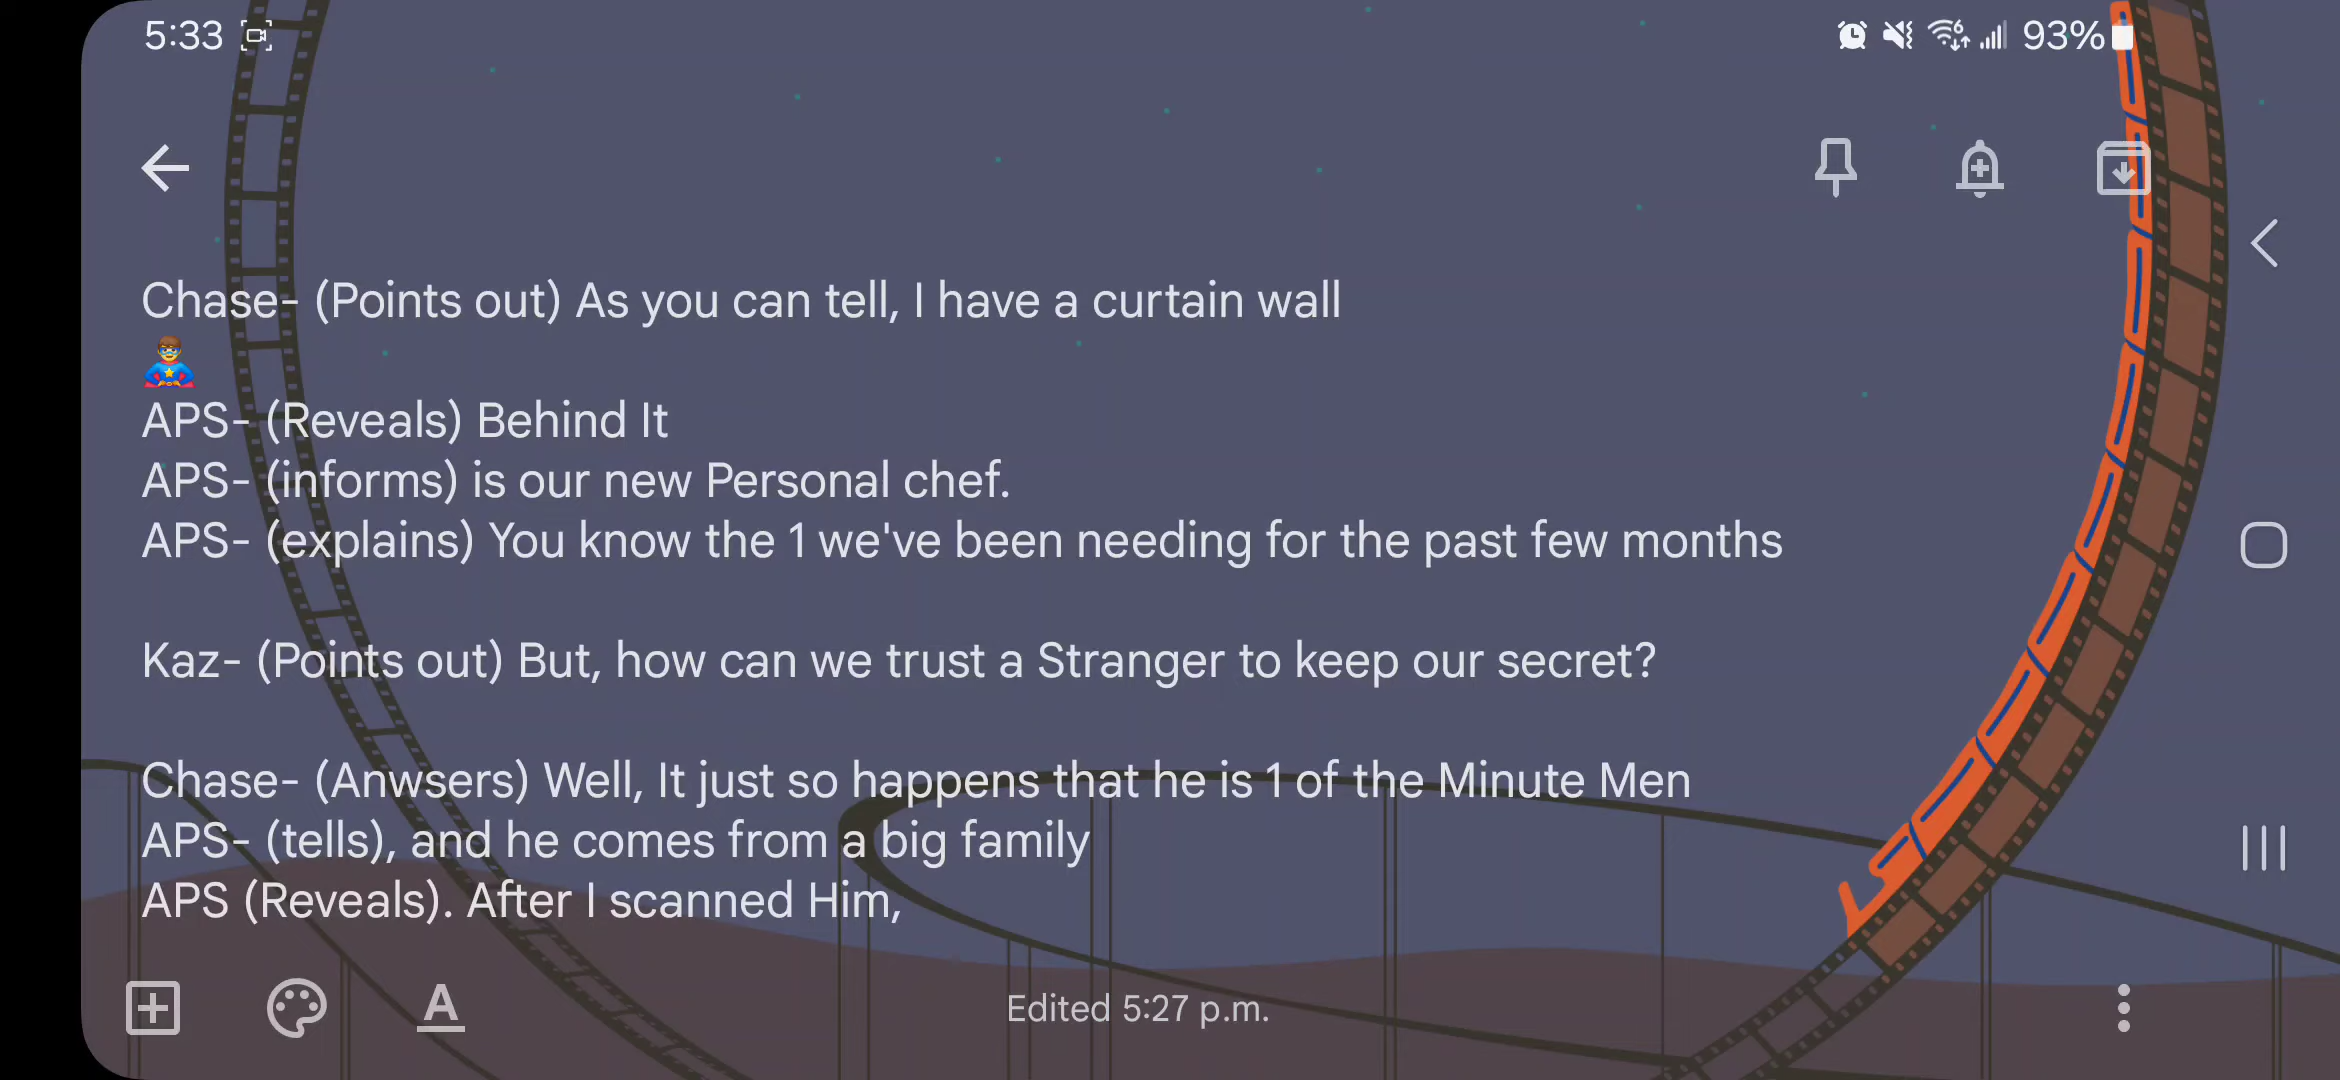 5:33
93%
Chase- (Points out) As you can tell, I have a curtain wall
🦸🏽‍♂️
APS- (Reveals) Behind It
APS- (informs) is our new Personal chef.
APS- (explains) You know the 1 we've been needing for the past few months
Kaz- (Points out) But, how can we trust a Stranger to keep our secret?
Chase- (Anwsers) Well, It just so happens that he is 1 of the Minute Men
APS- (tells), and he comes from a big family
APS (Reveals). After I scanned Him,
Edited 5:27 p.m.